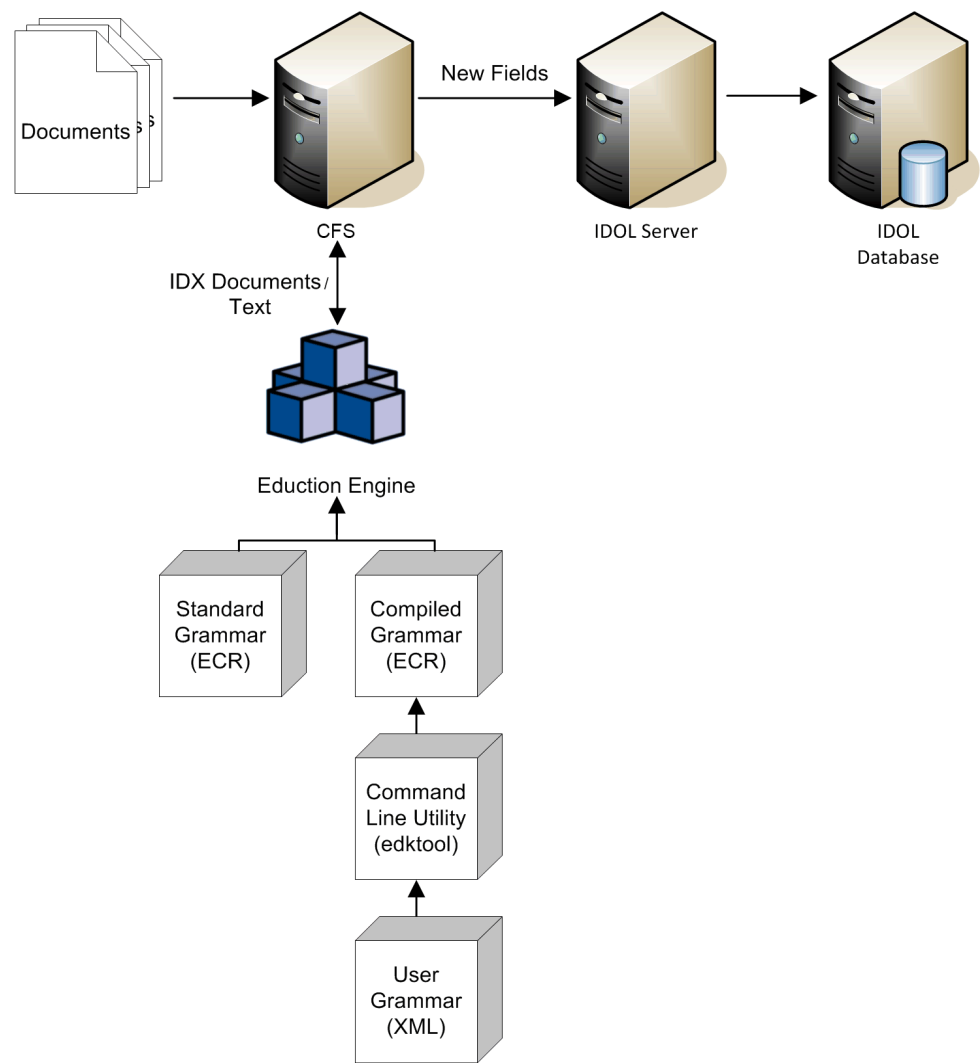 Documents
s
s
New Fields
CFS
IDOL Server
IDOL
Database
IDX Documents/
Text
Eduction Engine
Standard
Grammar
(ECR)
Compiled
Grammar
(ECR)
Command
Line Utility
(edktool)
User
Grammar
(XML)